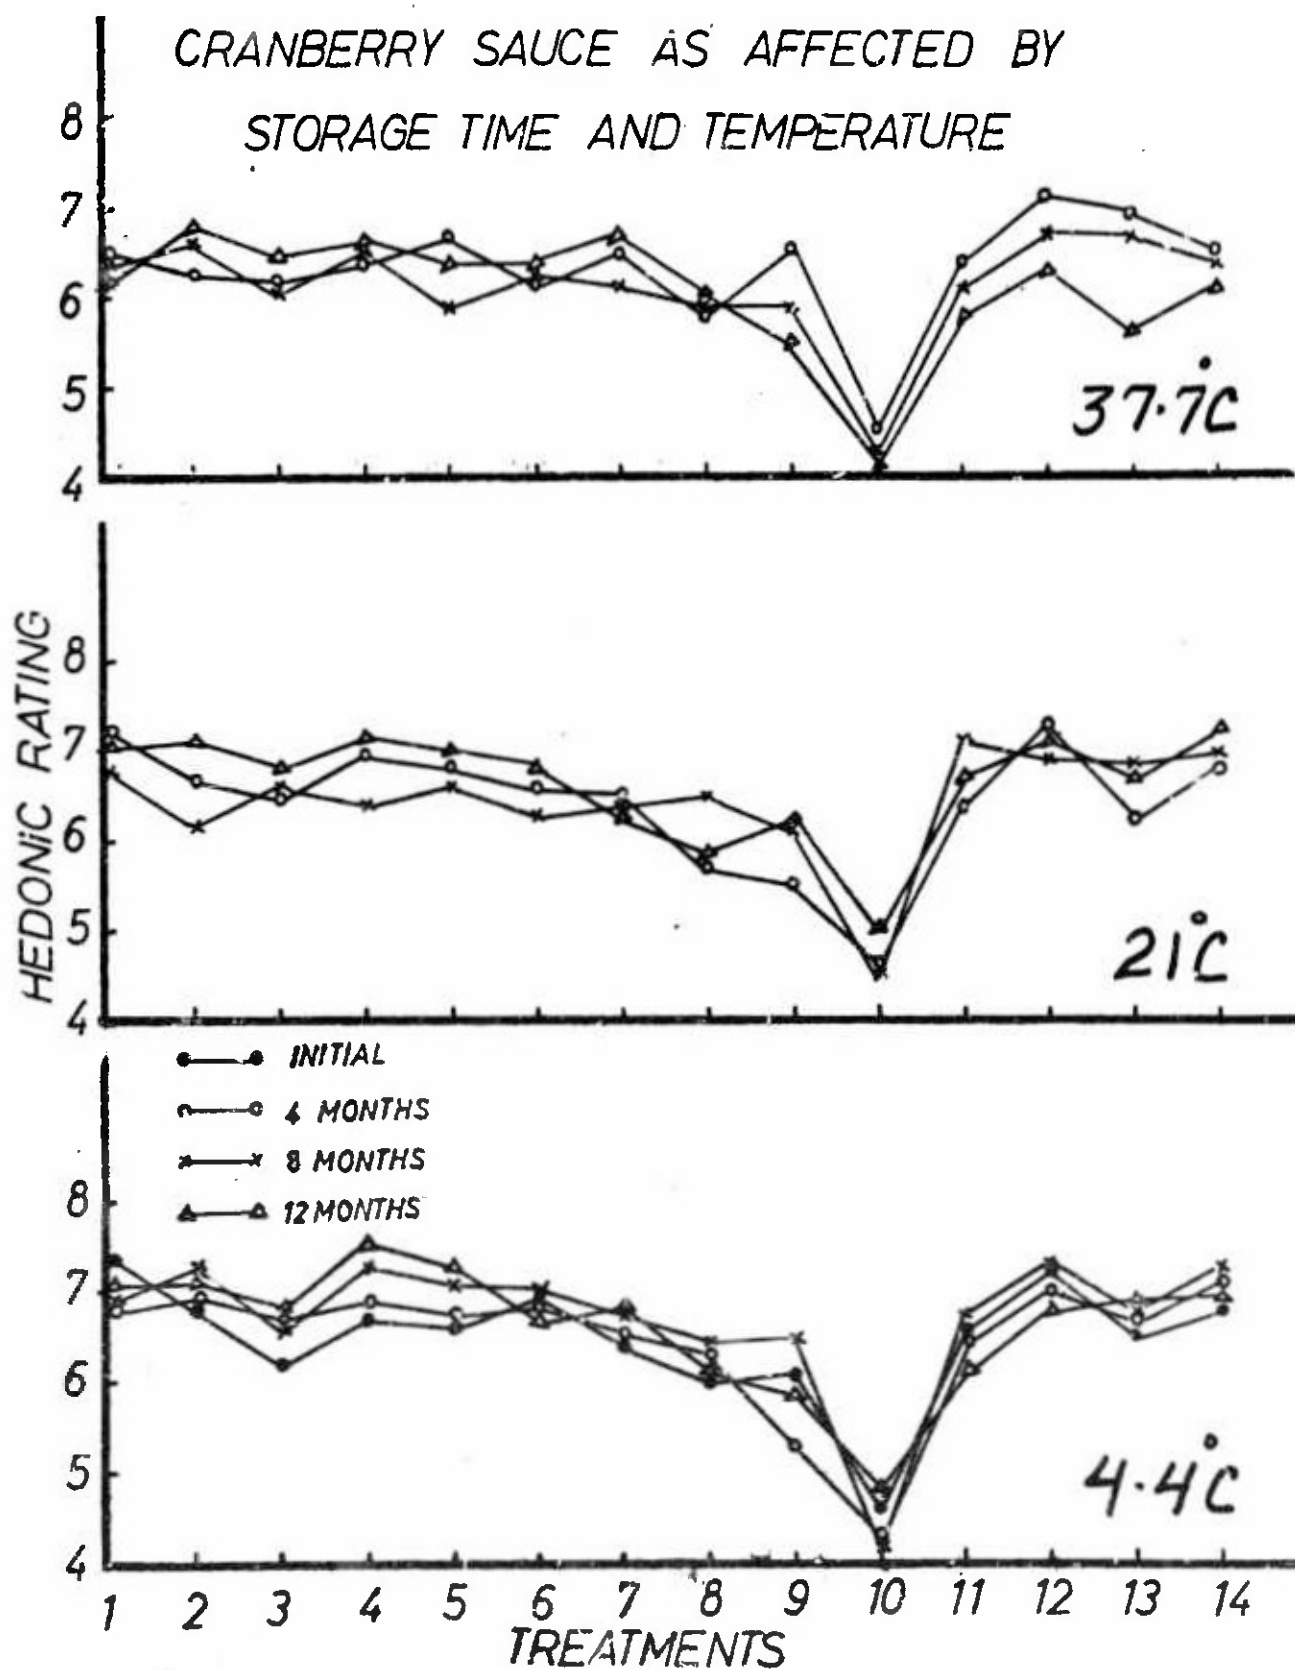 CRANBERRY SAUCE AS AFFECTED BY
STORAGE TIME AND TEMPERATURE
8
7
6
5
4
37.7°C
HEDONIC RATING
8
7
6
5
4
21°C
INITIAL
4 MONTHS
8 MONTHS
12 MONTHS
8
7
6
5
4
4.4°C
1 2 3 4 5 6 7 8 9 10 11 12 13 14
TREATMENTS